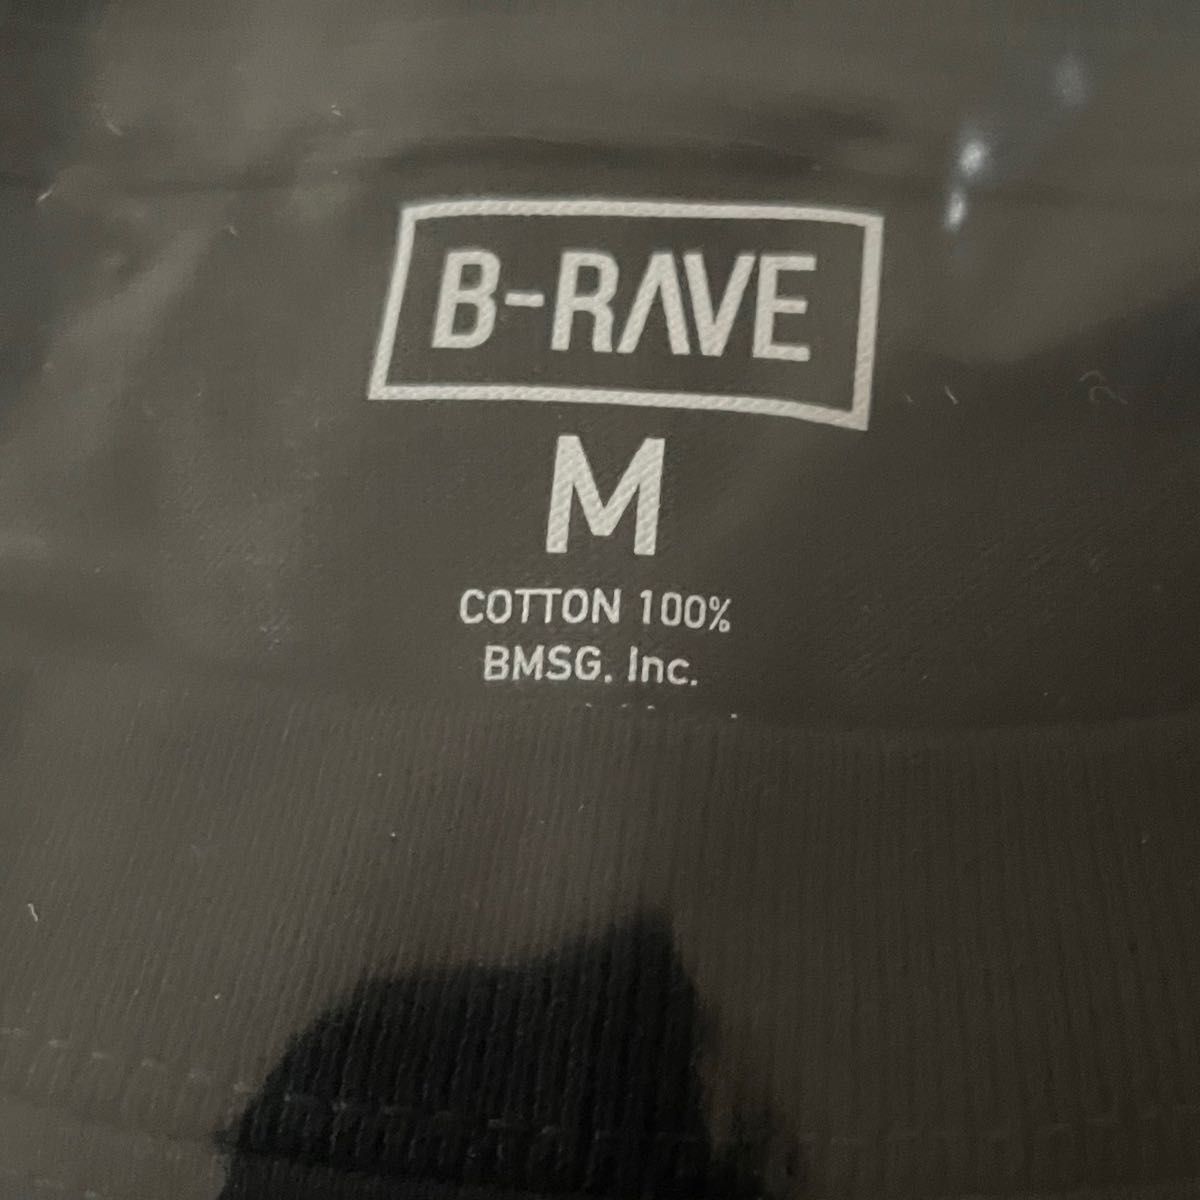 B-RAVE
M
COTTON 100%
BMSG. Inc.